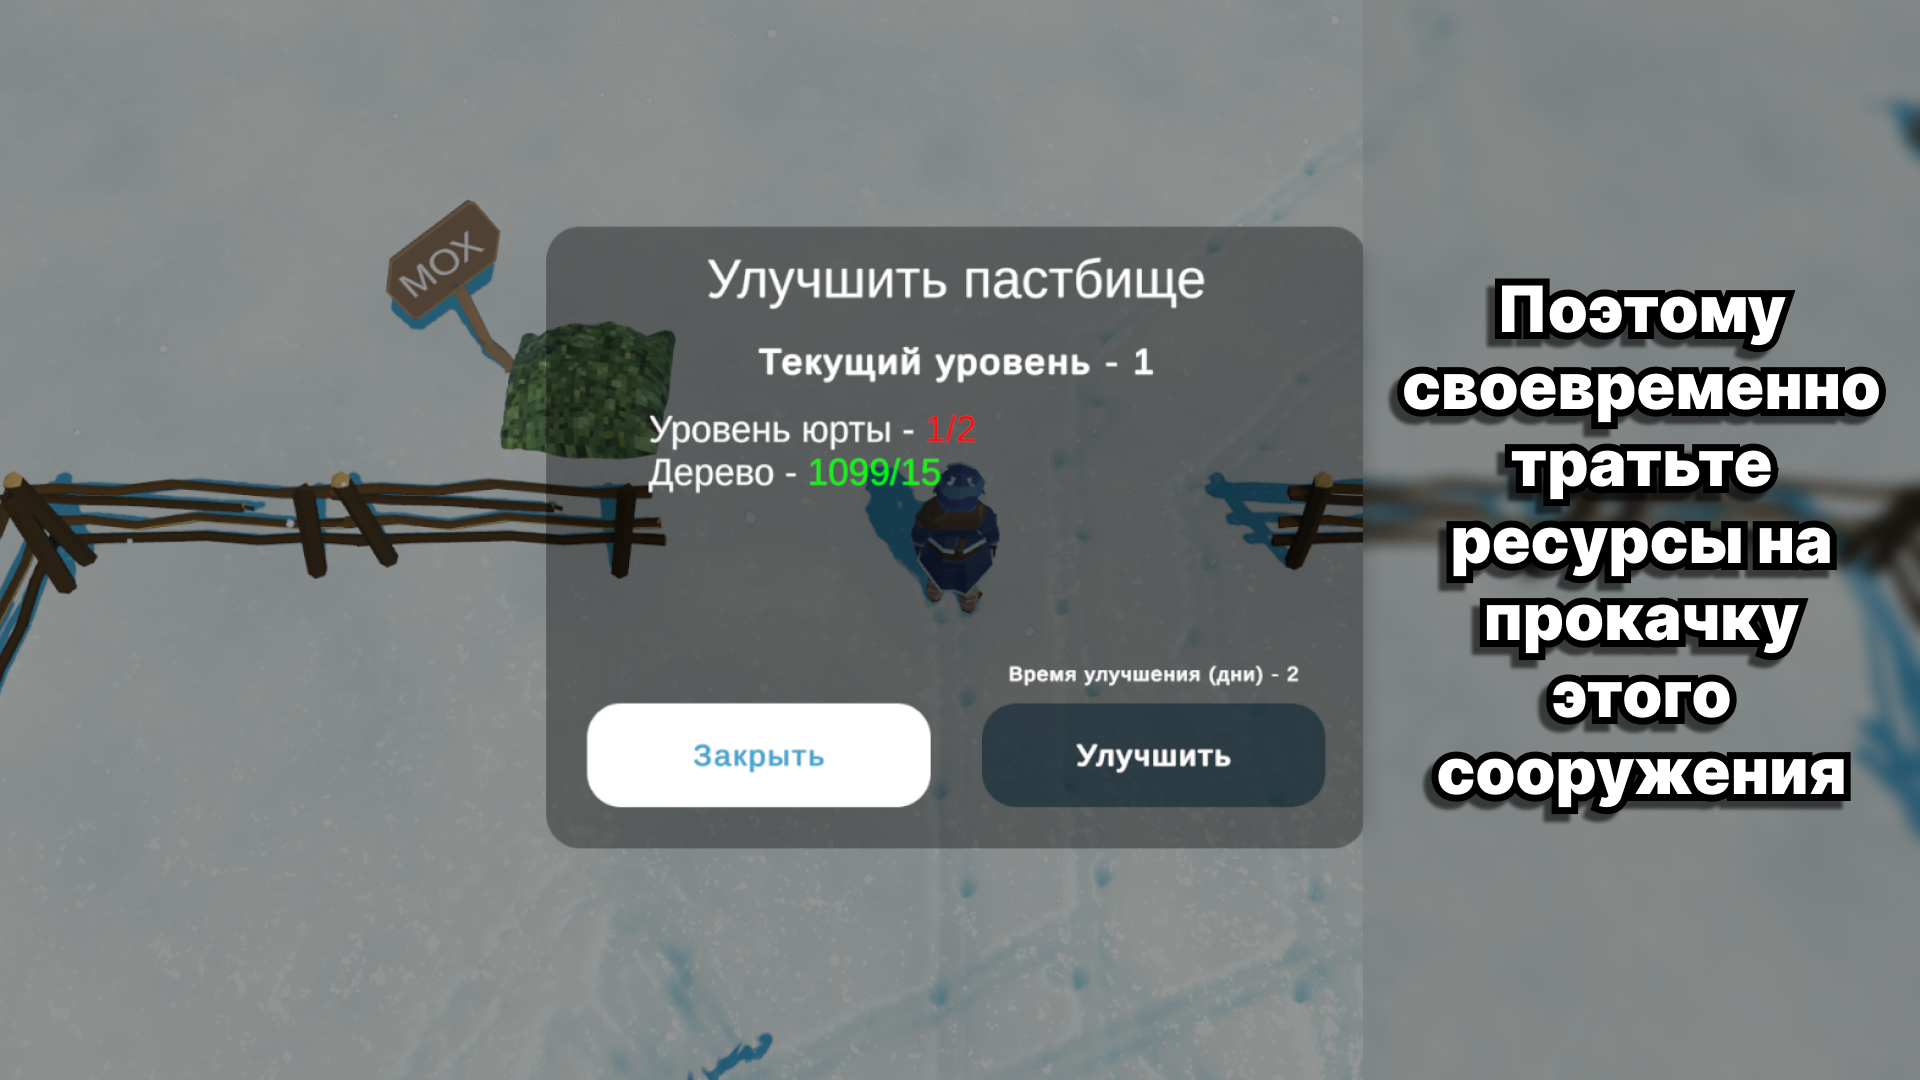 МОХ
Улучшить пастбище
Текущий уровень - 1
Уровень юрты - 1/2
Дерево - 1099/15
Время улучшения (дни) - 2
Закрыть
Улучшить
Поэтому
своевременно
тратьте
ресурсы на
прокачку
этого
сооружения